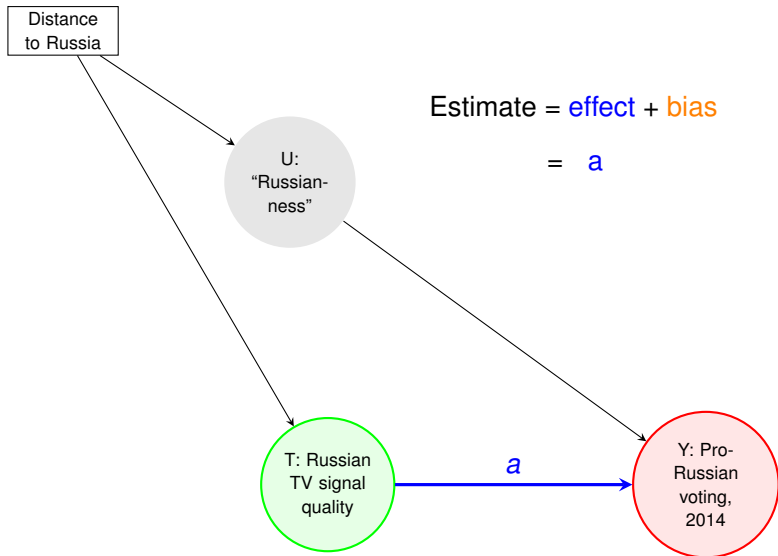 Distance
to Russia
Estimate = effect + bias
= a
U:
“Russian-
ness”
T: Russian
TV signal
quality
a
Y: Pro-
Russian
voting,
2014